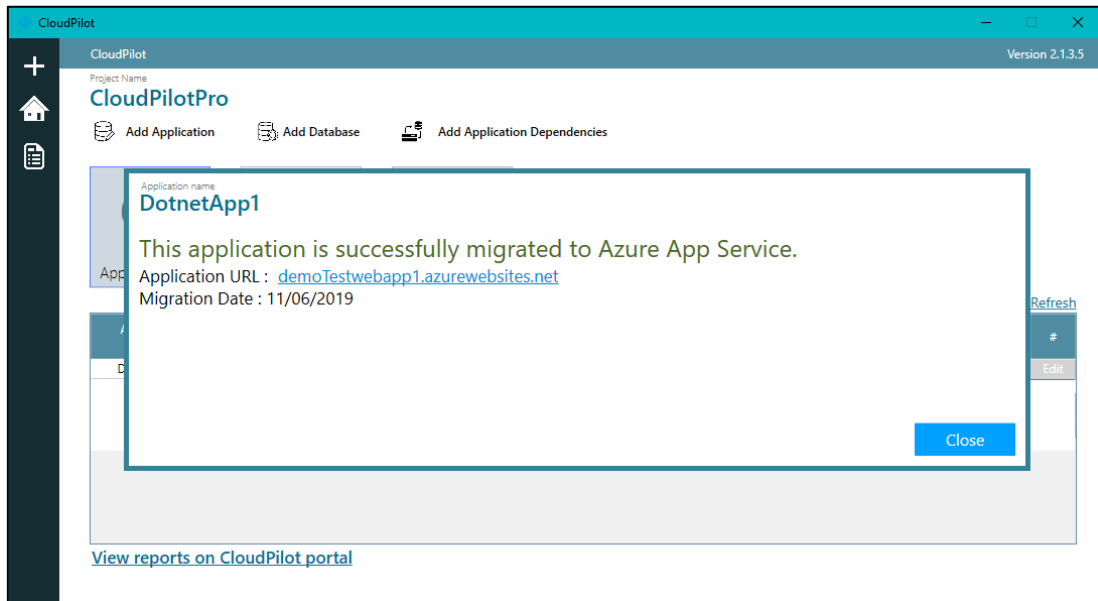 CloudPilot
CloudPilot
Version 2.1.3.5
Project Name
CloudPilotPro
Add Application
Add Database
Add Application Dependencies
Application name
DotnetApp1
This application is successfully migrated to Azure App Service.
Application URL : demoTestwebapp1.azurewebsites.net
Migration Date : 11/06/2019
Refresh
#
Edit
Close
View reports on CloudPilot portal